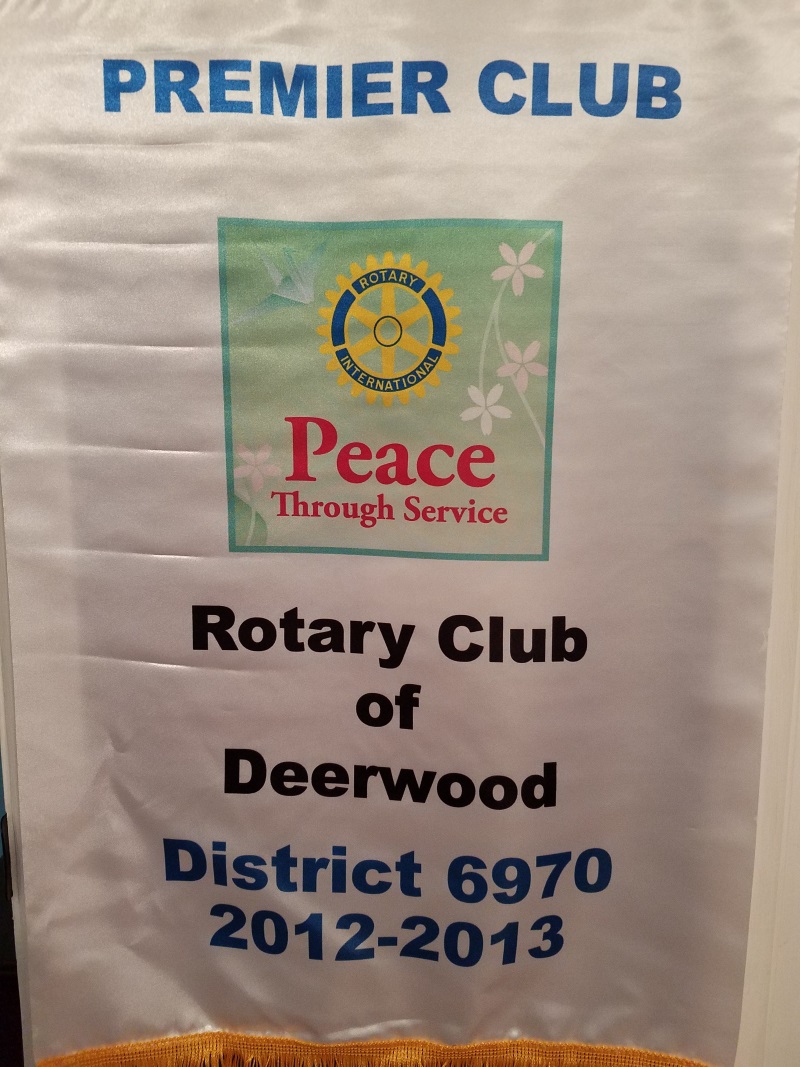 PREMIER CLUB
ROTARY
INTERNATIONAL
Peace
Through Service
Rotary Club
of
Deerwood
District 6970
2012-2013